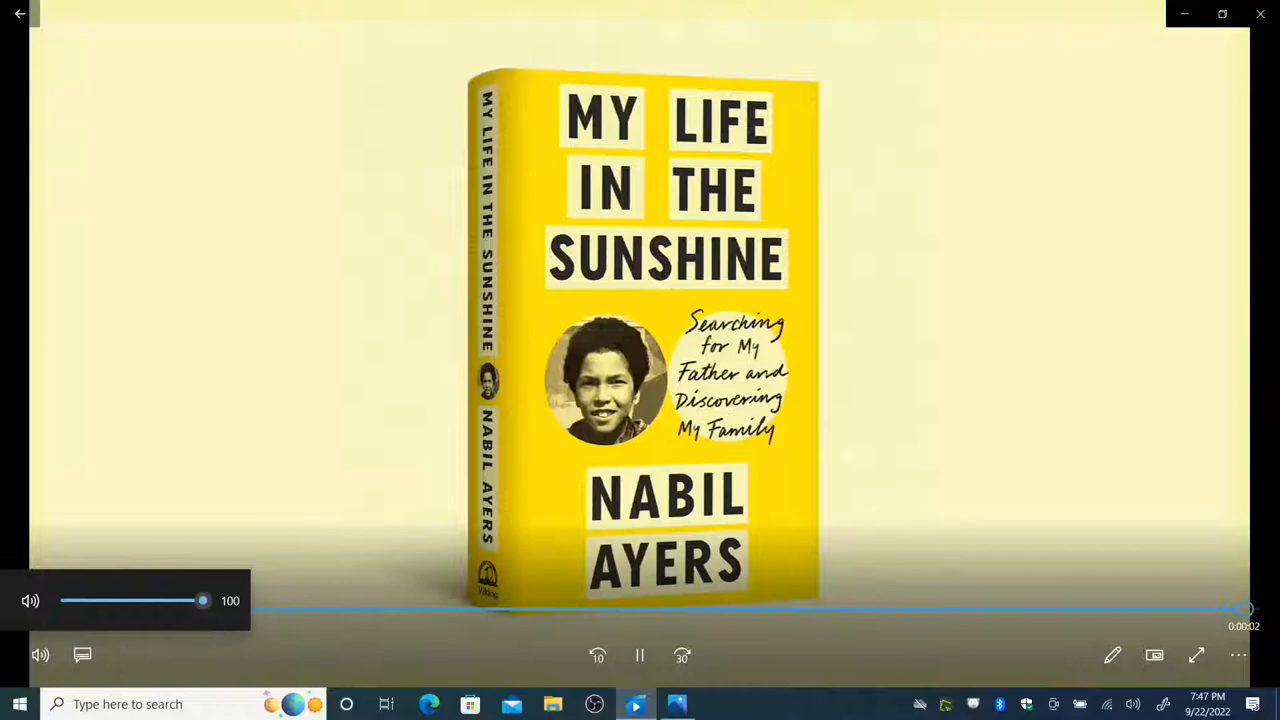 MY LIFE
IN THE
SUNSHINE
Searching
for My
Father and
Discovering
My Family
NABIL
AYERS
MY LIFE IN THE SUNSHINE
NABIL AYERS
Viking
100
0:00:02
10
30
Type here to search
7:47 PM
9/22/2022